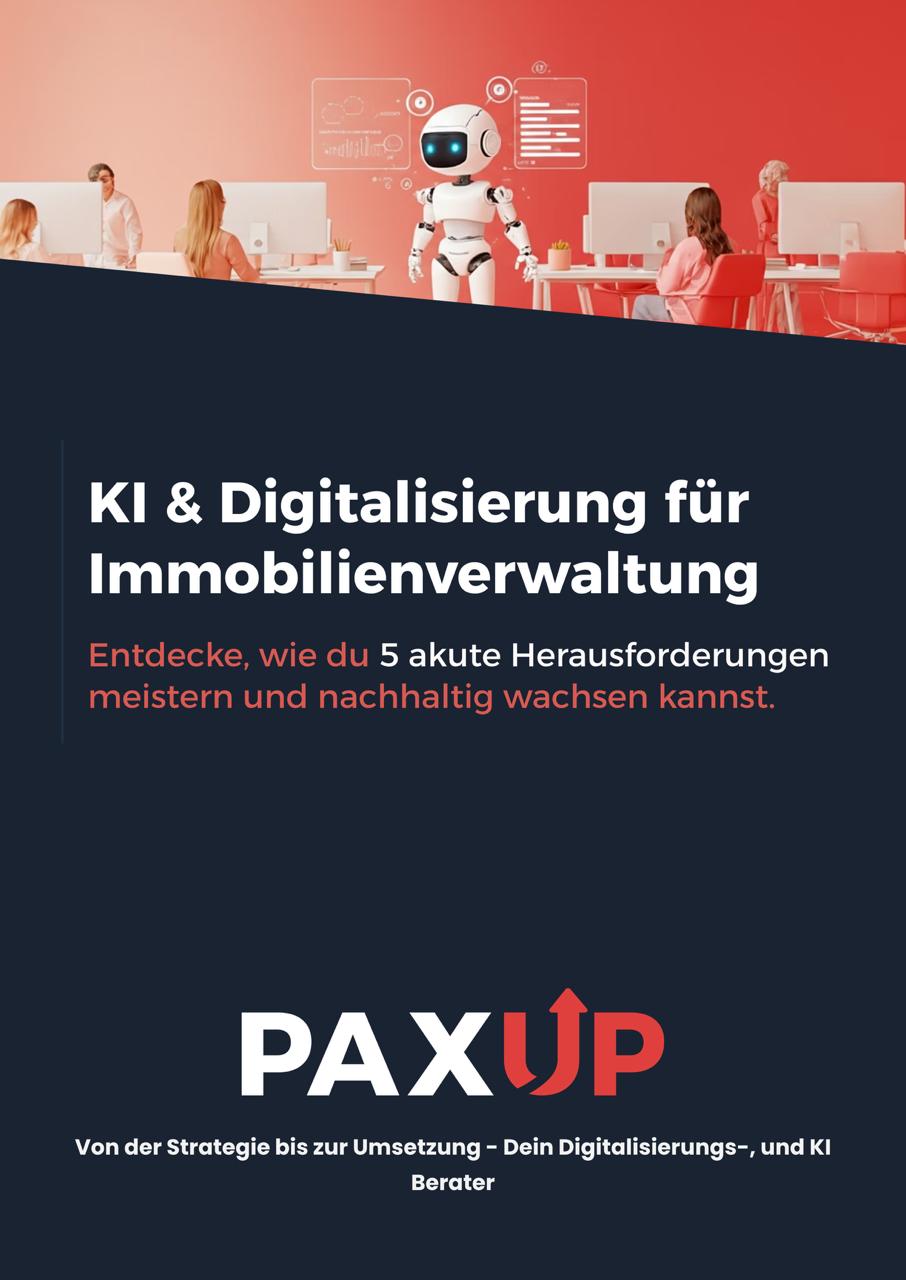 KI & Digitalisierung für
Immobilienverwaltung
Entdecke, wie du 5 akute Herausforderungen
meistern und nachhaltig wachsen kannst.
PAXUP
Von der Strategie bis zur Umsetzung - Dein Digitalisierungs-, und KI
Berater